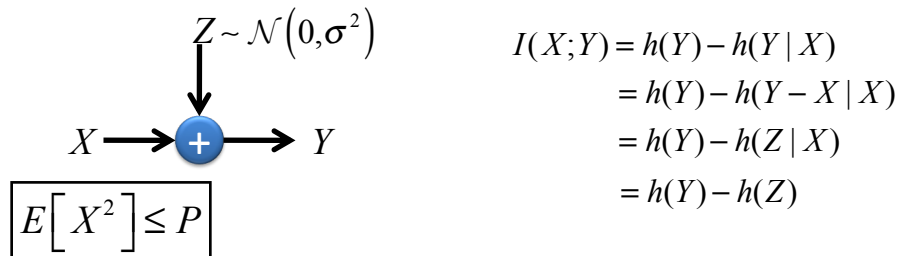 Z ~ 𝒩(0,σ²)
X + Y
E[X²] ≤ P
I(X;Y) = h(Y) − h(Y | X)
= h(Y) − h(Y − X | X)
= h(Y) − h(Z | X)
= h(Y) − h(Z)